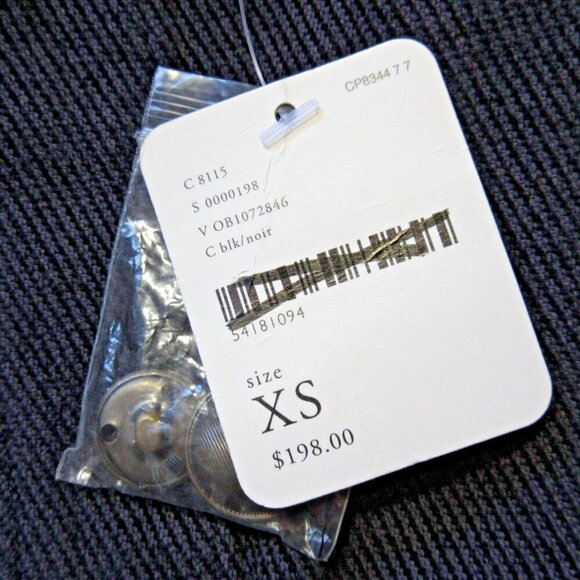 CP8344 7 7
C 8115
S 0000198
V OB1072846
C blk/noir
54181094
size
XS
$198.00